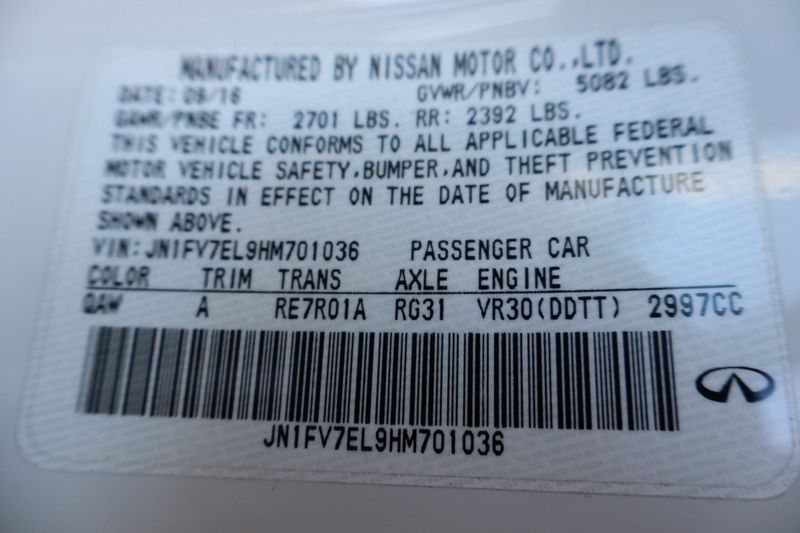 MANUFACTURED BY NISSAN MOTOR CO.,LTD.
DATE: 09/16 GVWR/PNBV: 5082 LBS.
GAWR/PNBE FR: 2701 LBS. RR: 2392 LBS.
THIS VEHICLE CONFORMS TO ALL APPLICABLE FEDERAL
MOTOR VEHICLE SAFETY,BUMPER,AND THEFT PREVENTION
STANDARDS IN EFFECT ON THE DATE OF MANUFACTURE
SHOWN ABOVE.
VIN: JN1FV7EL9HM701036 PASSENGER CAR
COLOR TRIM TRANS AXLE ENGINE
QAW A RE7R01A RG31 VR30(DDTT) 2997CC
JN1FV7EL9HM701036